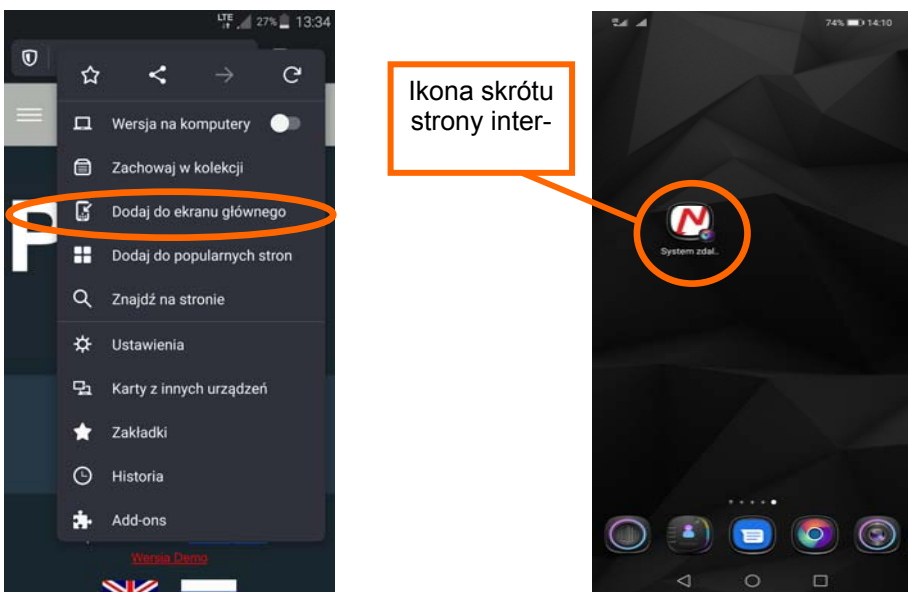 LTE 27% 13:34
Wersja na komputery
Zachowaj w kolekcji
Dodaj do ekranu głównego
Dodaj do popularnych stron
Znajdź na stronie
Ustawienia
Karty z innych urządzeń
Zakładki
Historia
Add-ons
P
Wersja Demo
Ikona skrótu
strony inter-
74% 14:10
N
System zdal..